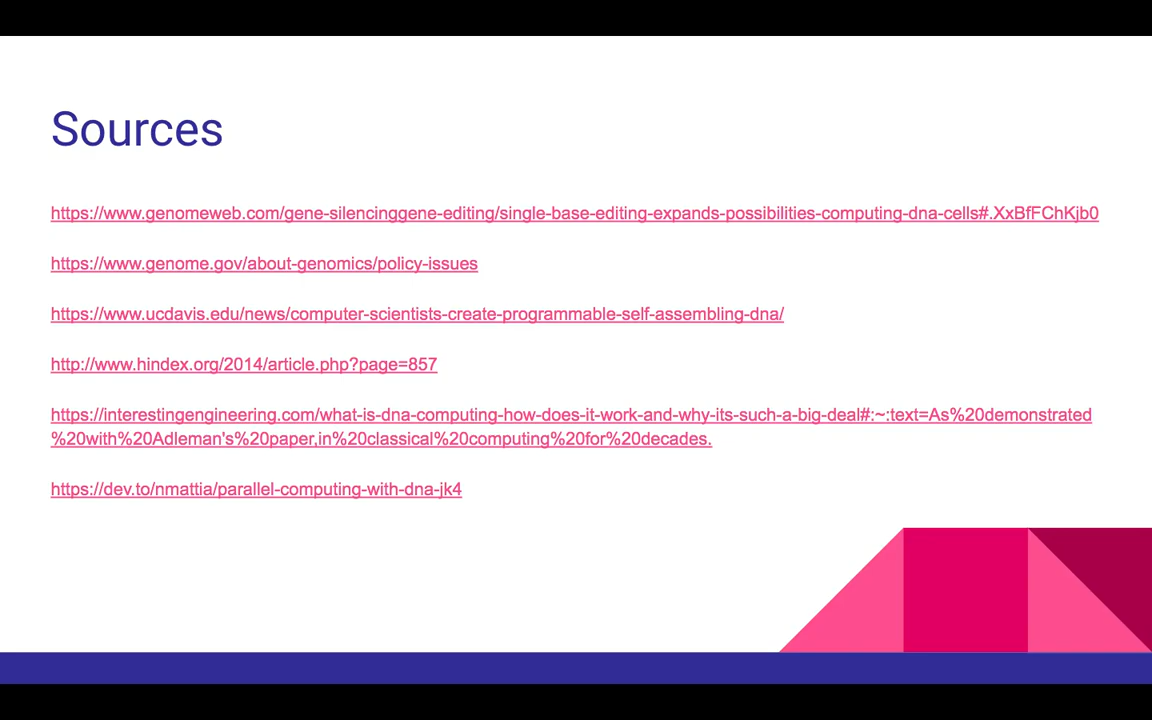 Sources
https://www.genomeweb.com/gene-silencinggene-editing/single-base-editing-expands-possibilities-computing-dna-cells#.XxBfFChKjb0
https://www.genome.gov/about-genomics/policy-issues
https://www.ucdavis.edu/news/computer-scientists-create-programmable-self-assembling-dna/
http://www.hindex.org/2014/article.php?page=857
https://interestingengineering.com/what-is-dna-computing-how-does-it-work-and-why-its-such-a-big-deal#:~:text=As%20demonstrated
%20with%20Adleman's%20paper,in%20classical%20computing%20for%20decades.
https://dev.to/nmattia/parallel-computing-with-dna-jk4